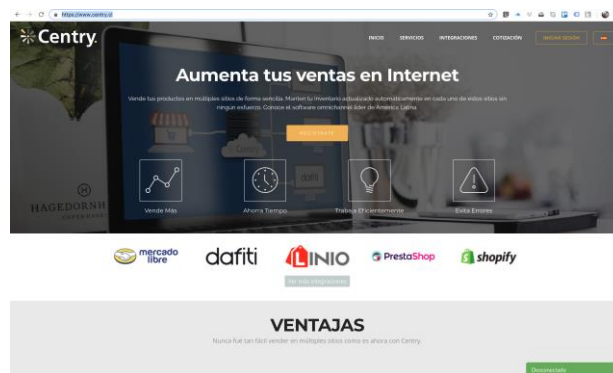 https://www.centry.cl
Centry.
INICIO SERVICIOS INTEGRACIONES COTIZACIÓN INICIAR SESIÓN
Aumenta tus ventas en Internet
Vende tus productos en múltiples sitios de forma sencilla. Mantén tu inventario actualizado automáticamente en cada uno de estos sitios sin
ningún esfuerzo. Conoce el software omnichannel líder de América Latina.
REGÍSTRATE
Centry
dafiti
HAGEDORNH
Vende Más Ahorra Tiempo Trabaja Eficientemente Evita Errores
mercado libre dafiti LINIO PrestaShop shopify
Ver más integraciones
VENTAJAS
Nunca fué tan fácil vender en múltiples sitios como es ahora con Centry.
Desconectado